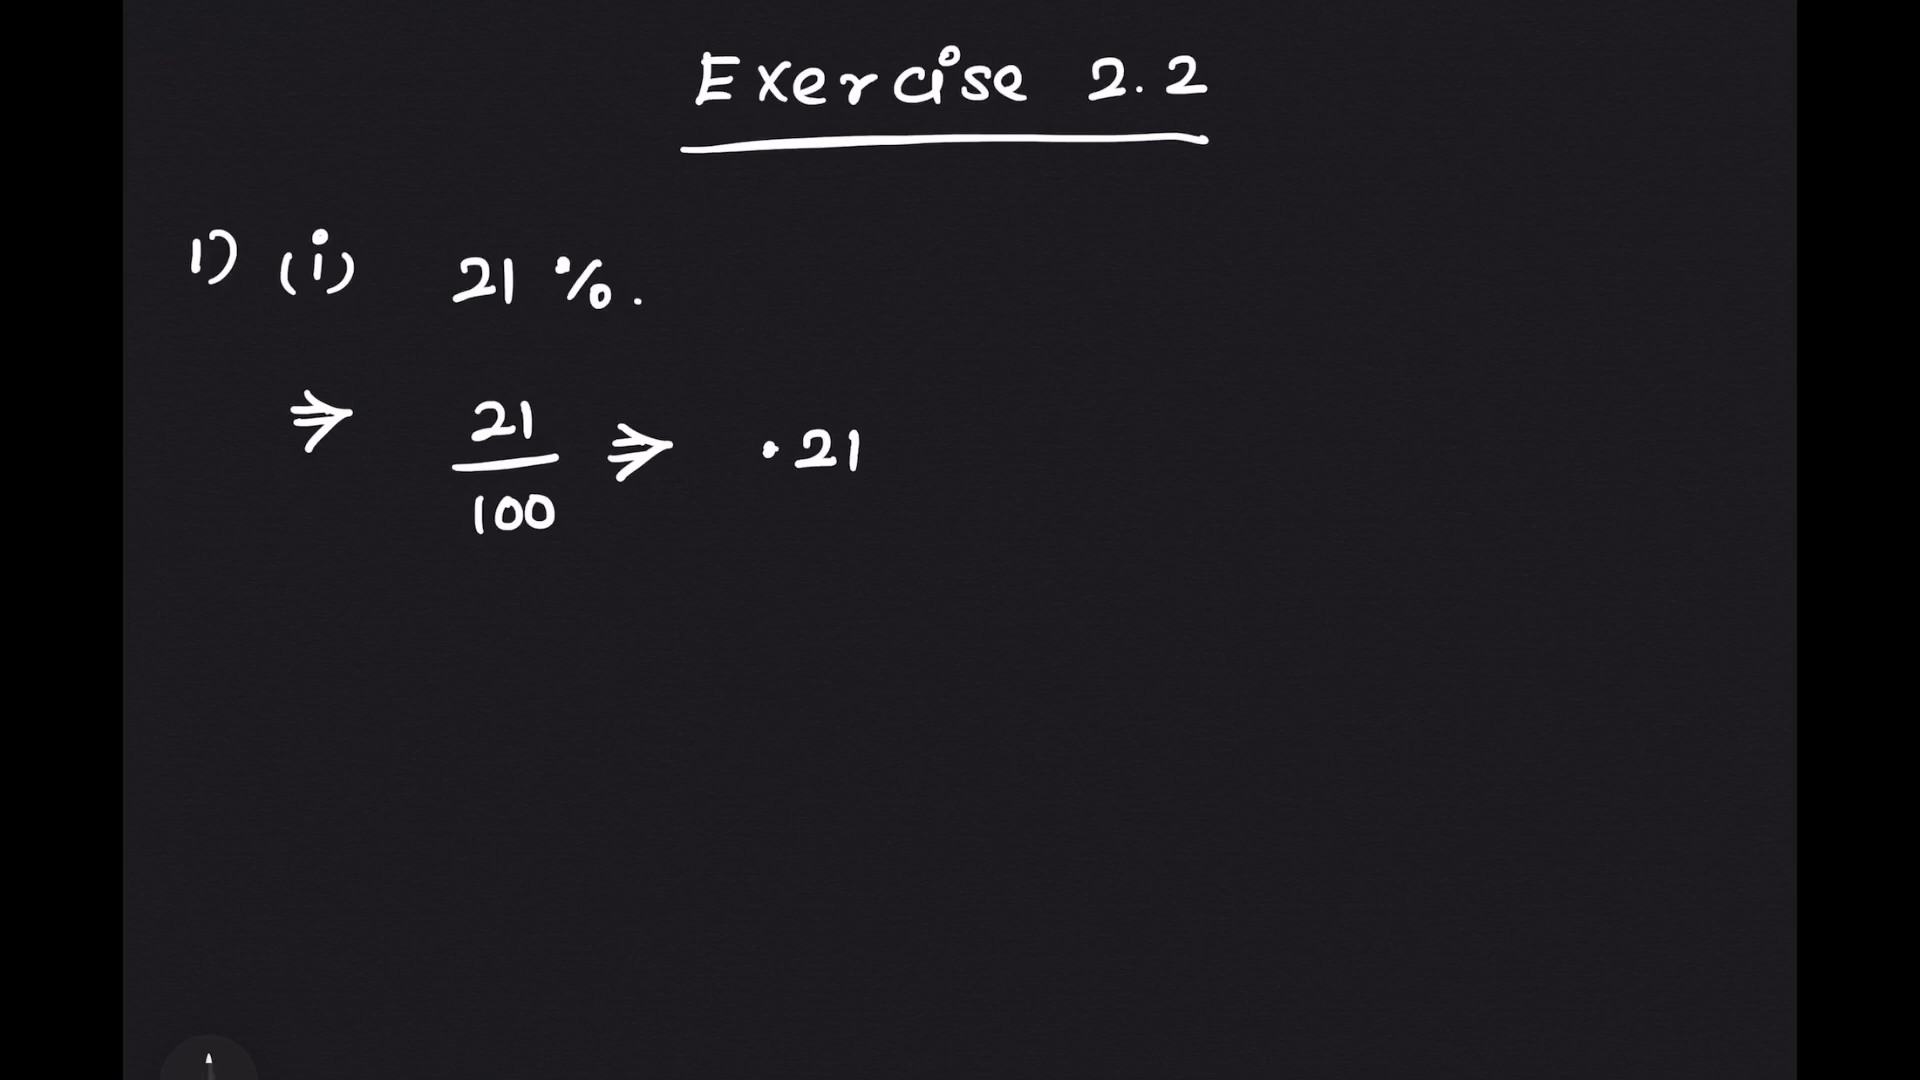 Exercise 2.2
1) (i) 21 %.
⇒ 21/100 ⇒ .21